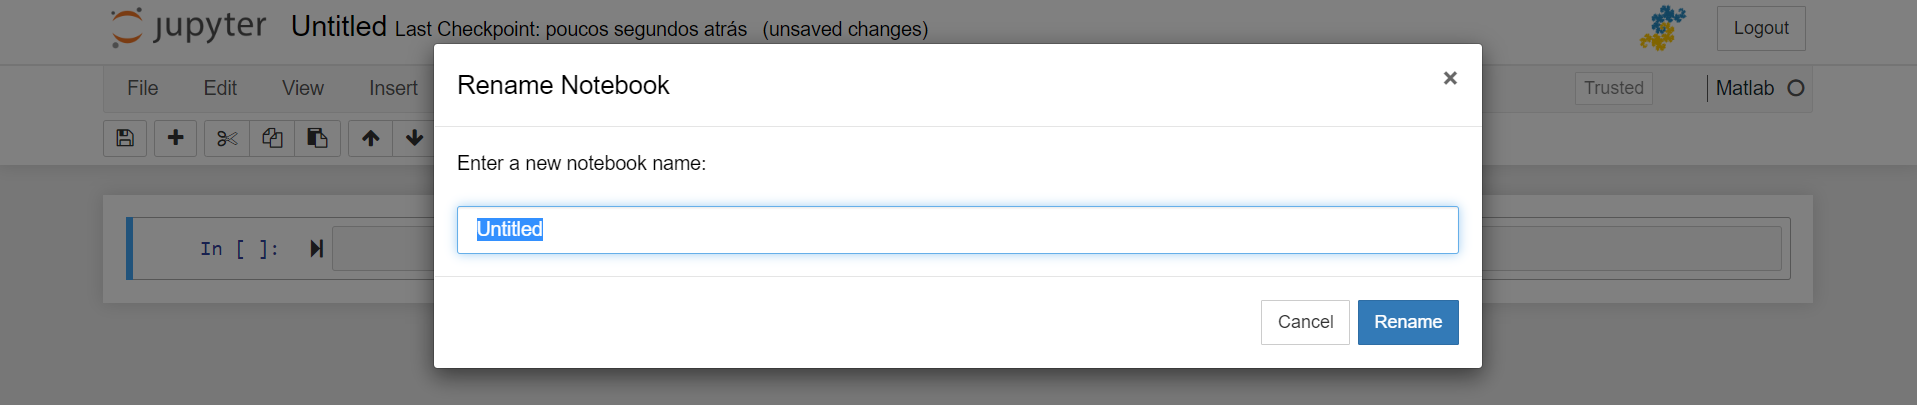 jupyter Untitled Last Checkpoint: poucos segundos atrás (unsaved changes) Logout
File Edit View Insert Trusted Matlab
Rename Notebook ×
Enter a new notebook name:
Untitled
In [ ]:
Cancel Rename